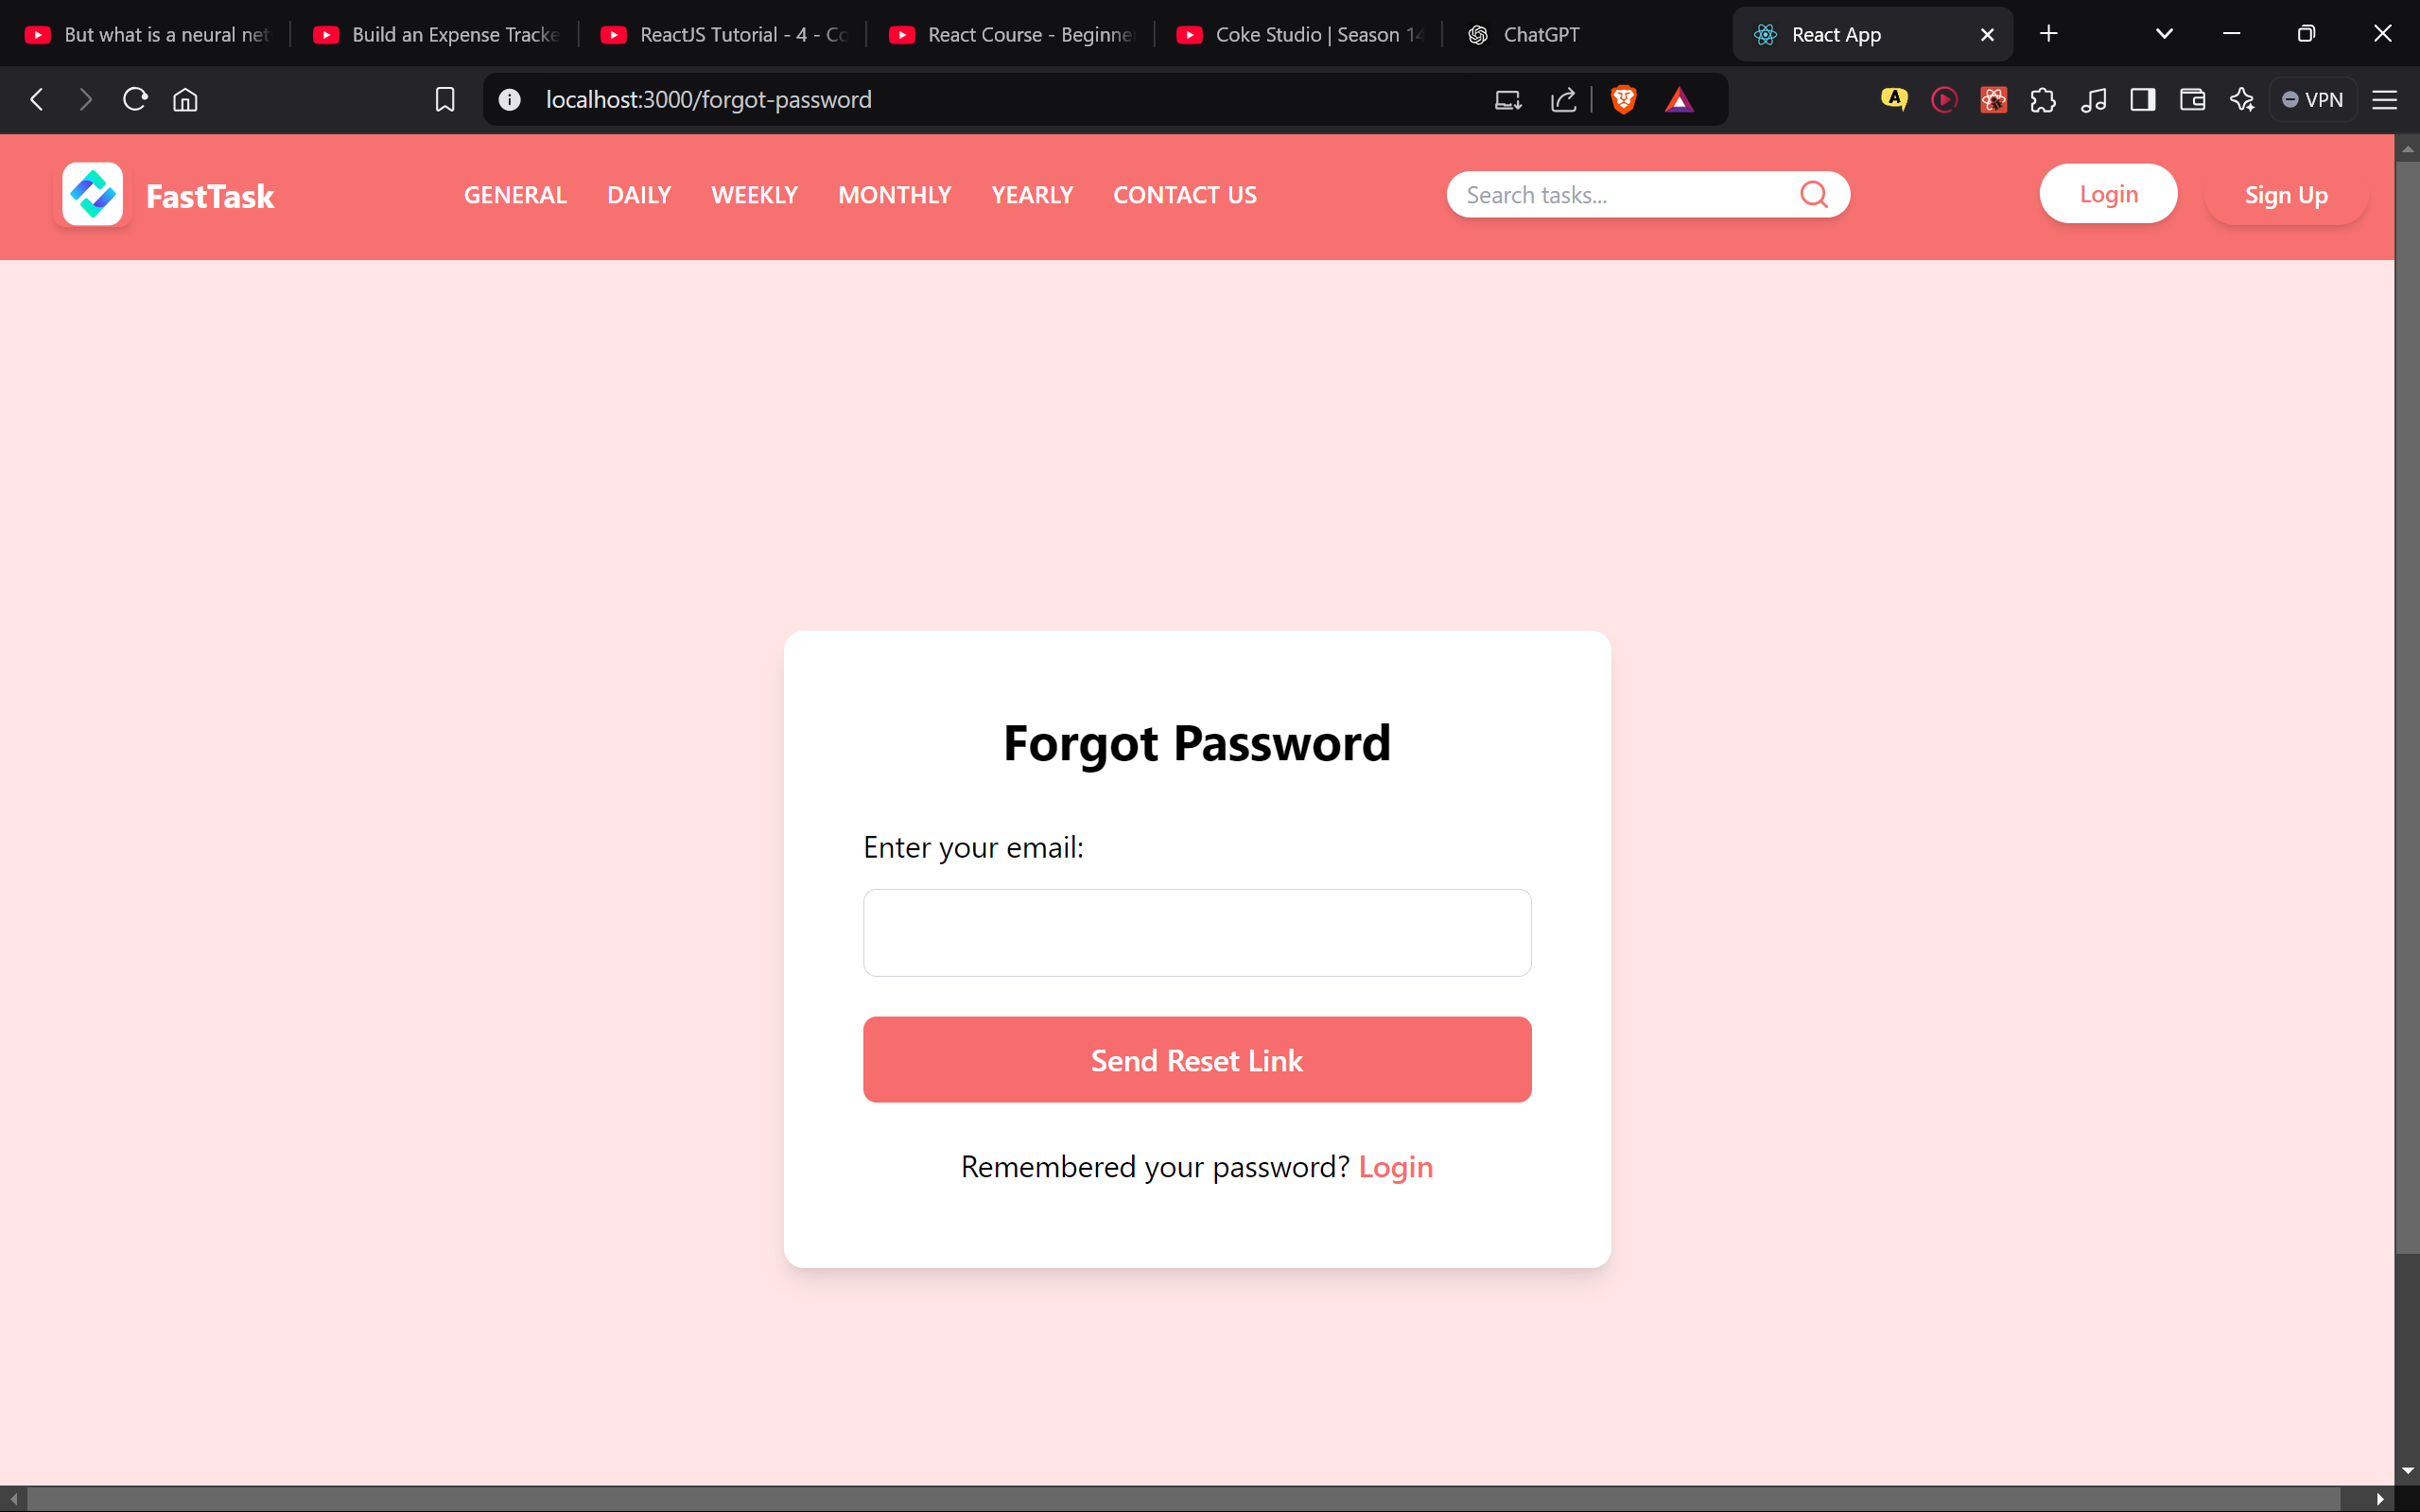 But what is a neural net
Build an Expense Tracke
ReactJS Tutorial - 4 - Co
React Course - Beginner
Coke Studio | Season 14
ChatGPT
React App
localhost:3000/forgot-password
VPN
FastTask
GENERAL
DAILY
WEEKLY
MONTHLY
YEARLY
CONTACT US
Search tasks...
Login
Sign Up
Forgot Password
Enter your email:
Send Reset Link
Remembered your password? Login